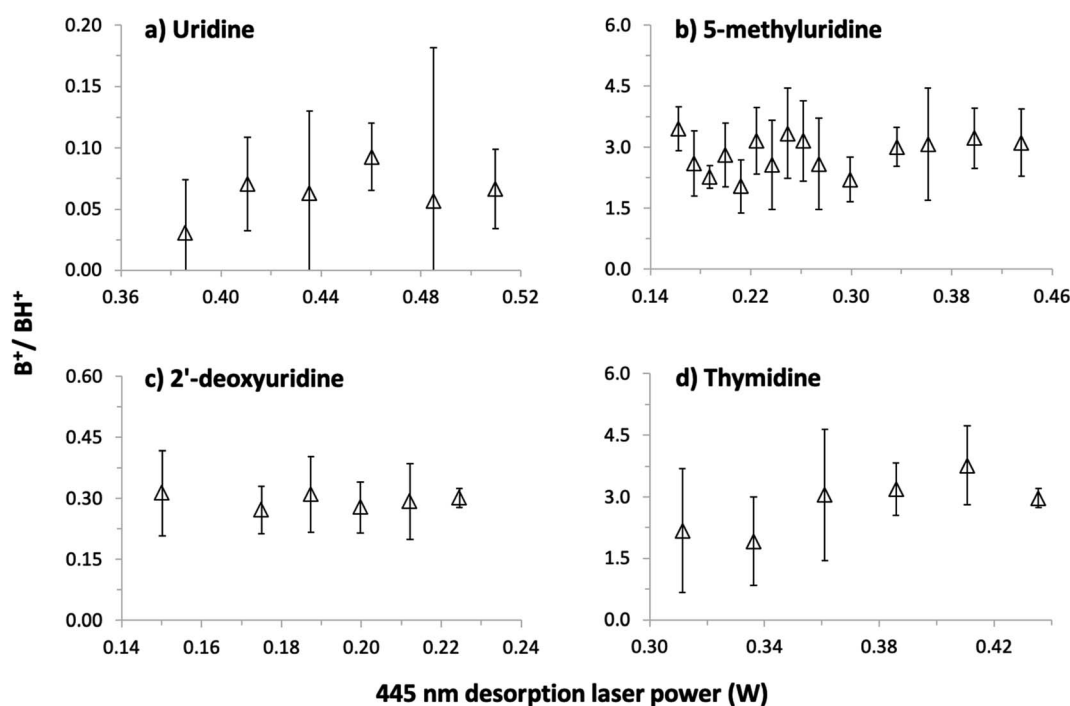 a) Uridine
0.20
0.15
0.10
0.05
0.00
0.36 0.40 0.44 0.48 0.52
b) 5-methyluridine
6.0
4.5
3.0
1.5
0.0
0.14 0.22 0.30 0.38 0.46
B⁺/ BH⁺
c) 2'-deoxyuridine
0.60
0.45
0.30
0.15
0.00
0.14 0.16 0.18 0.20 0.22 0.24
d) Thymidine
6.0
4.5
3.0
1.5
0.0
0.30 0.34 0.38 0.42
445 nm desorption laser power (W)